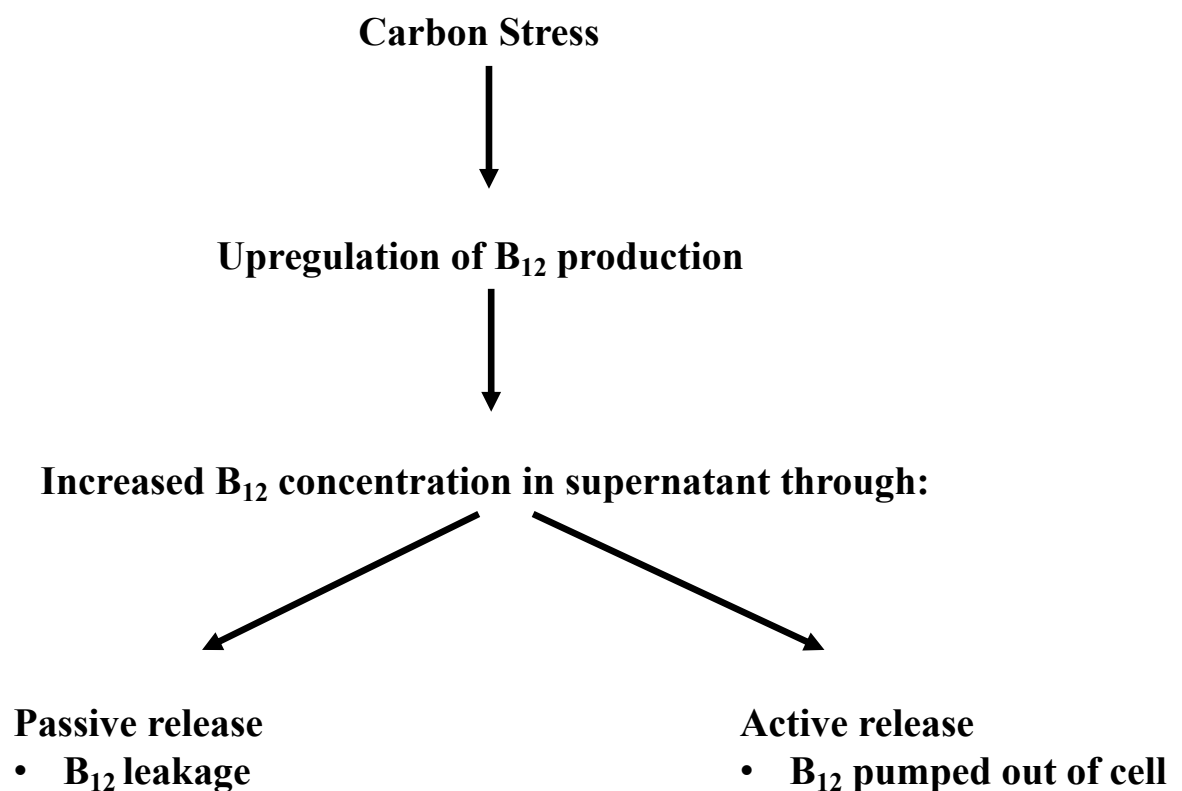 Carbon Stress
Upregulation of B₁₂ production
Increased B₁₂ concentration in supernatant through:
Passive release
• B₁₂ leakage
Active release
• B₁₂ pumped out of cell